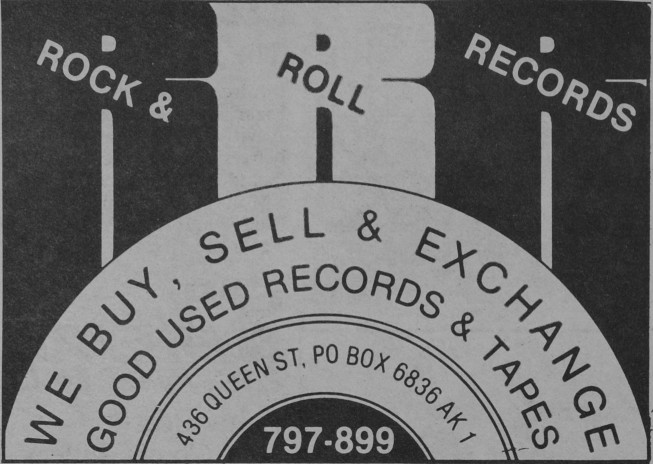 ROCK &
ROLL
RECORDS
WE BUY, SELL & EXCHANGE
GOOD USED RECORDS & TAPES
436 QUEEN ST, PO BOX 6836 AK 1
797-899